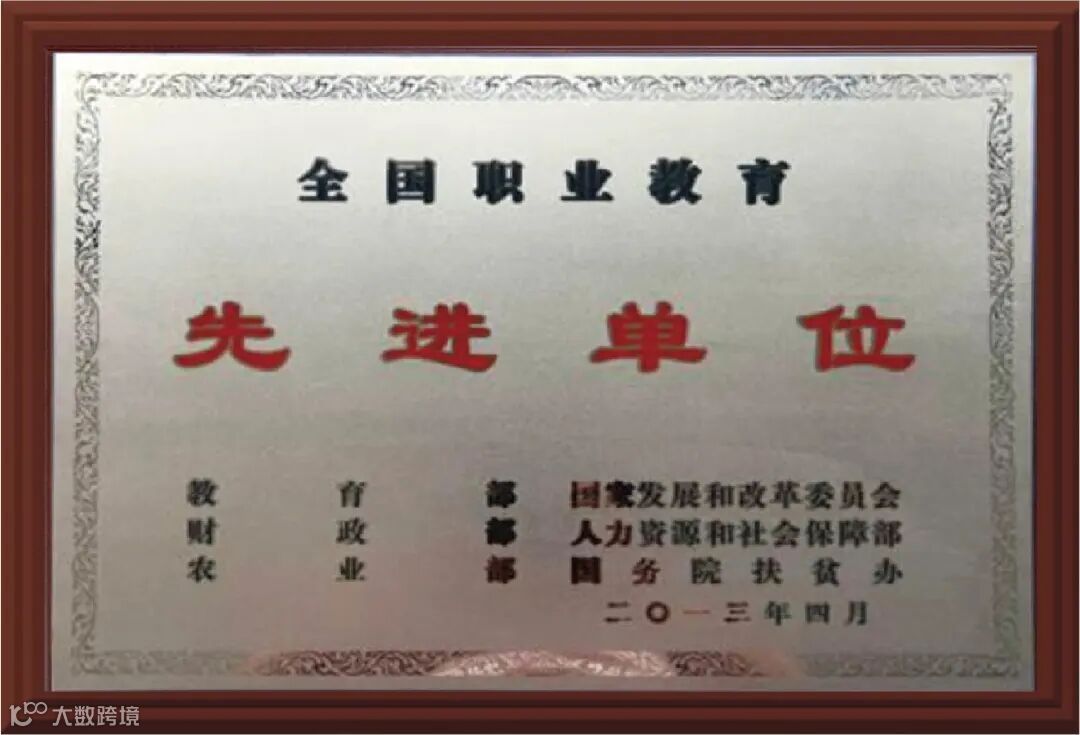 全国职业教育
先进单位
教育部 国家发展和改革委员会
财政部 人力资源和社会保障部
农业部 国务院扶贫办
二〇一三年四月
大数跨境